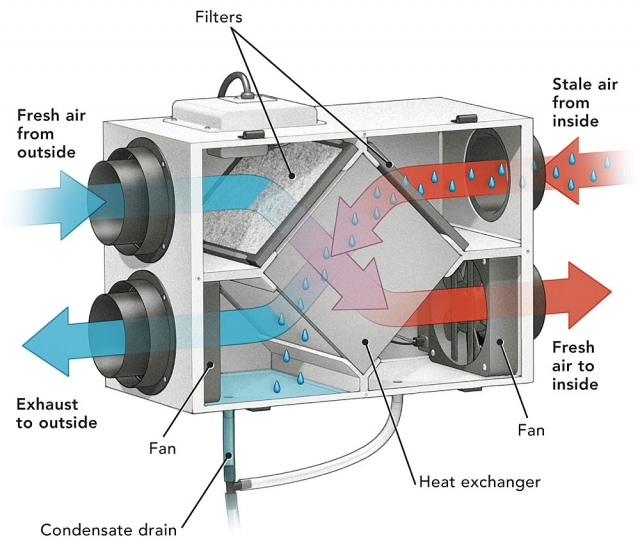 Filters
Fresh air
from
outside
Stale air
from
inside
Exhaust
to outside
Fan
Fresh
air to
inside
Fan
Heat exchanger
Condensate drain